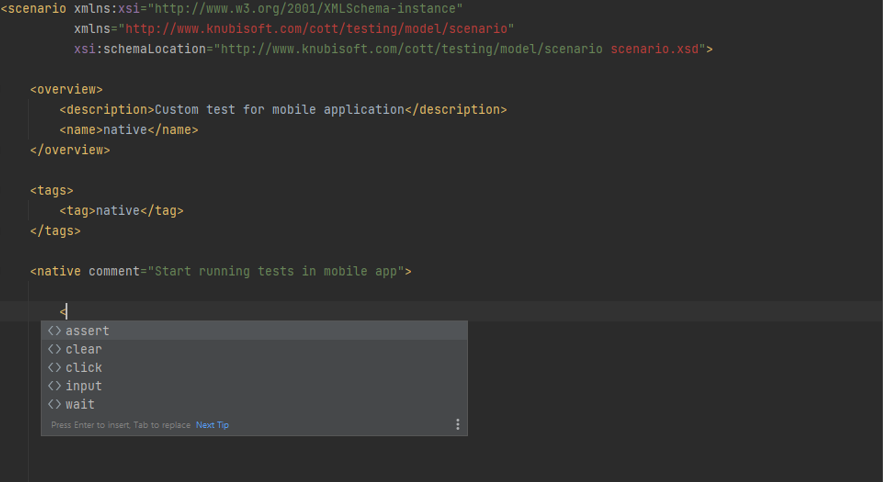 <scenario xmlns:xsi="http://www.w3.org/2001/XMLSchema-instance"
xmlns="http://www.knubisoft.com/cott/testing/model/scenario"
xsi:schemaLocation="http://www.knubisoft.com/cott/testing/model/scenario scenario.xsd">
<overview>
<description>Custom test for mobile application</description>
<name>native</name>
</overview>
<tags>
<tag>native</tag>
</tags>
<native comment="Start running tests in mobile app">
<
<> assert
<> clear
<> click
<> input
<> wait
Press Enter to insert, Tab to replace Next Tip